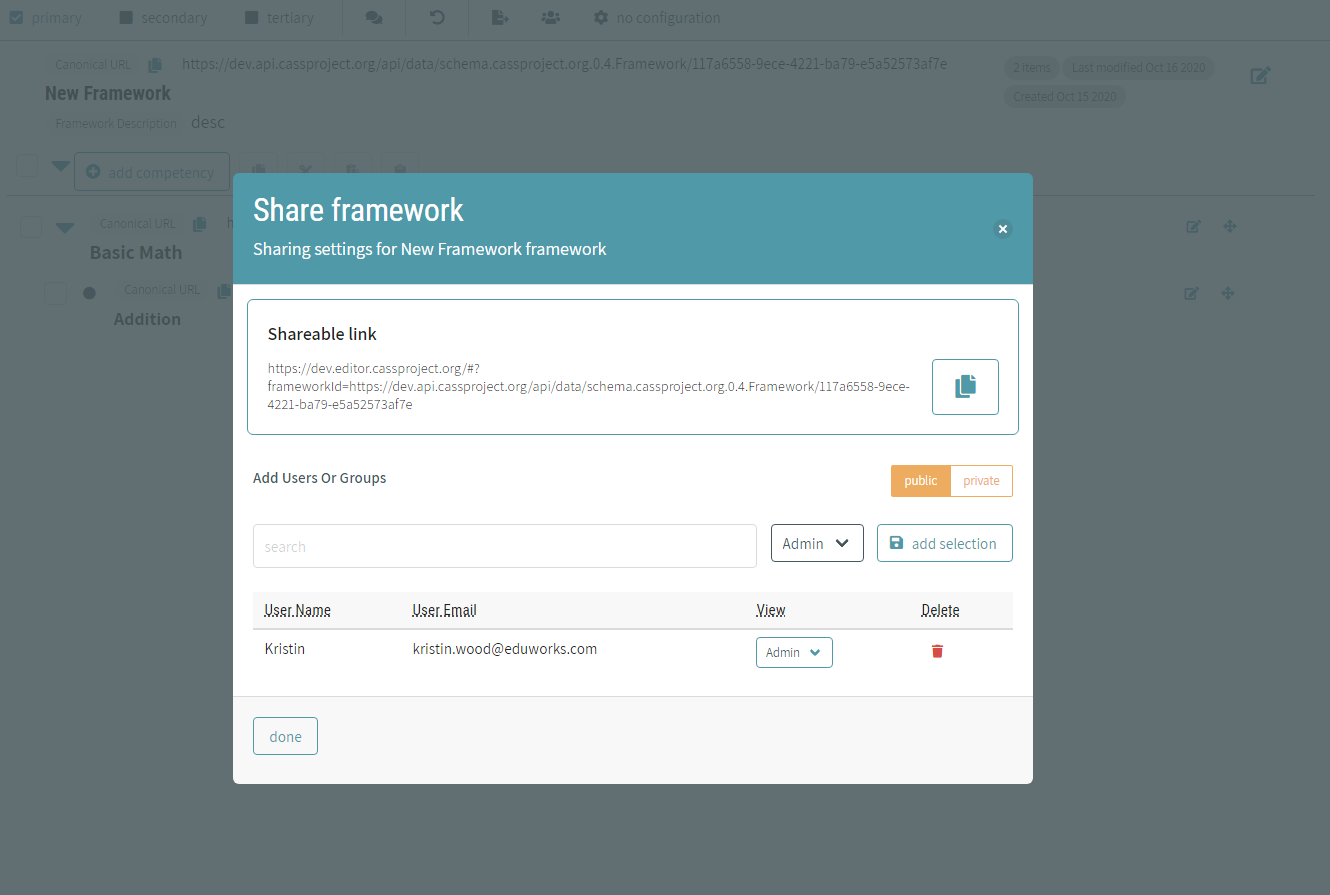 primary secondary tertiary no configuration
Canonical URL https://dev.api.cassproject.org/api/data/schema.cassproject.org.0.4.Framework/117a6558-9ece-4221-ba79-e5a52573af7e 2 items Last modified Oct 16 2020
New Framework Created Oct 15 2020
Framework Description desc
add competency
Share framework
Sharing settings for New Framework framework
Canonical URL h
Basic Math
Canonical URL
Addition
Shareable link
https://dev.editor.cassproject.org/#?
frameworkId=https://dev.api.cassproject.org/api/data/schema.cassproject.org.0.4.Framework/117a6558-9ece-
4221-ba79-e5a52573af7e
Add Users Or Groups public private
search Admin add selection
User Name User Email View Delete
Kristin kristin.wood@eduworks.com Admin
done